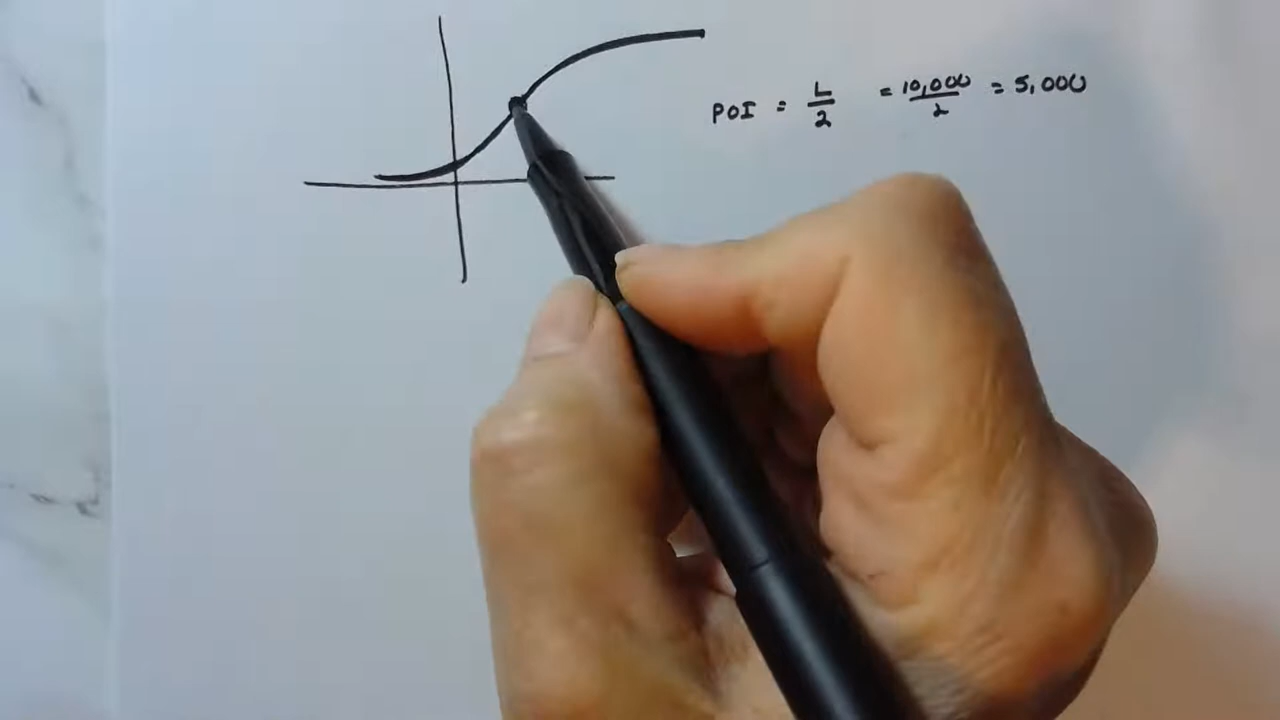 POI = L/2 = 10,000/2 = 5,000